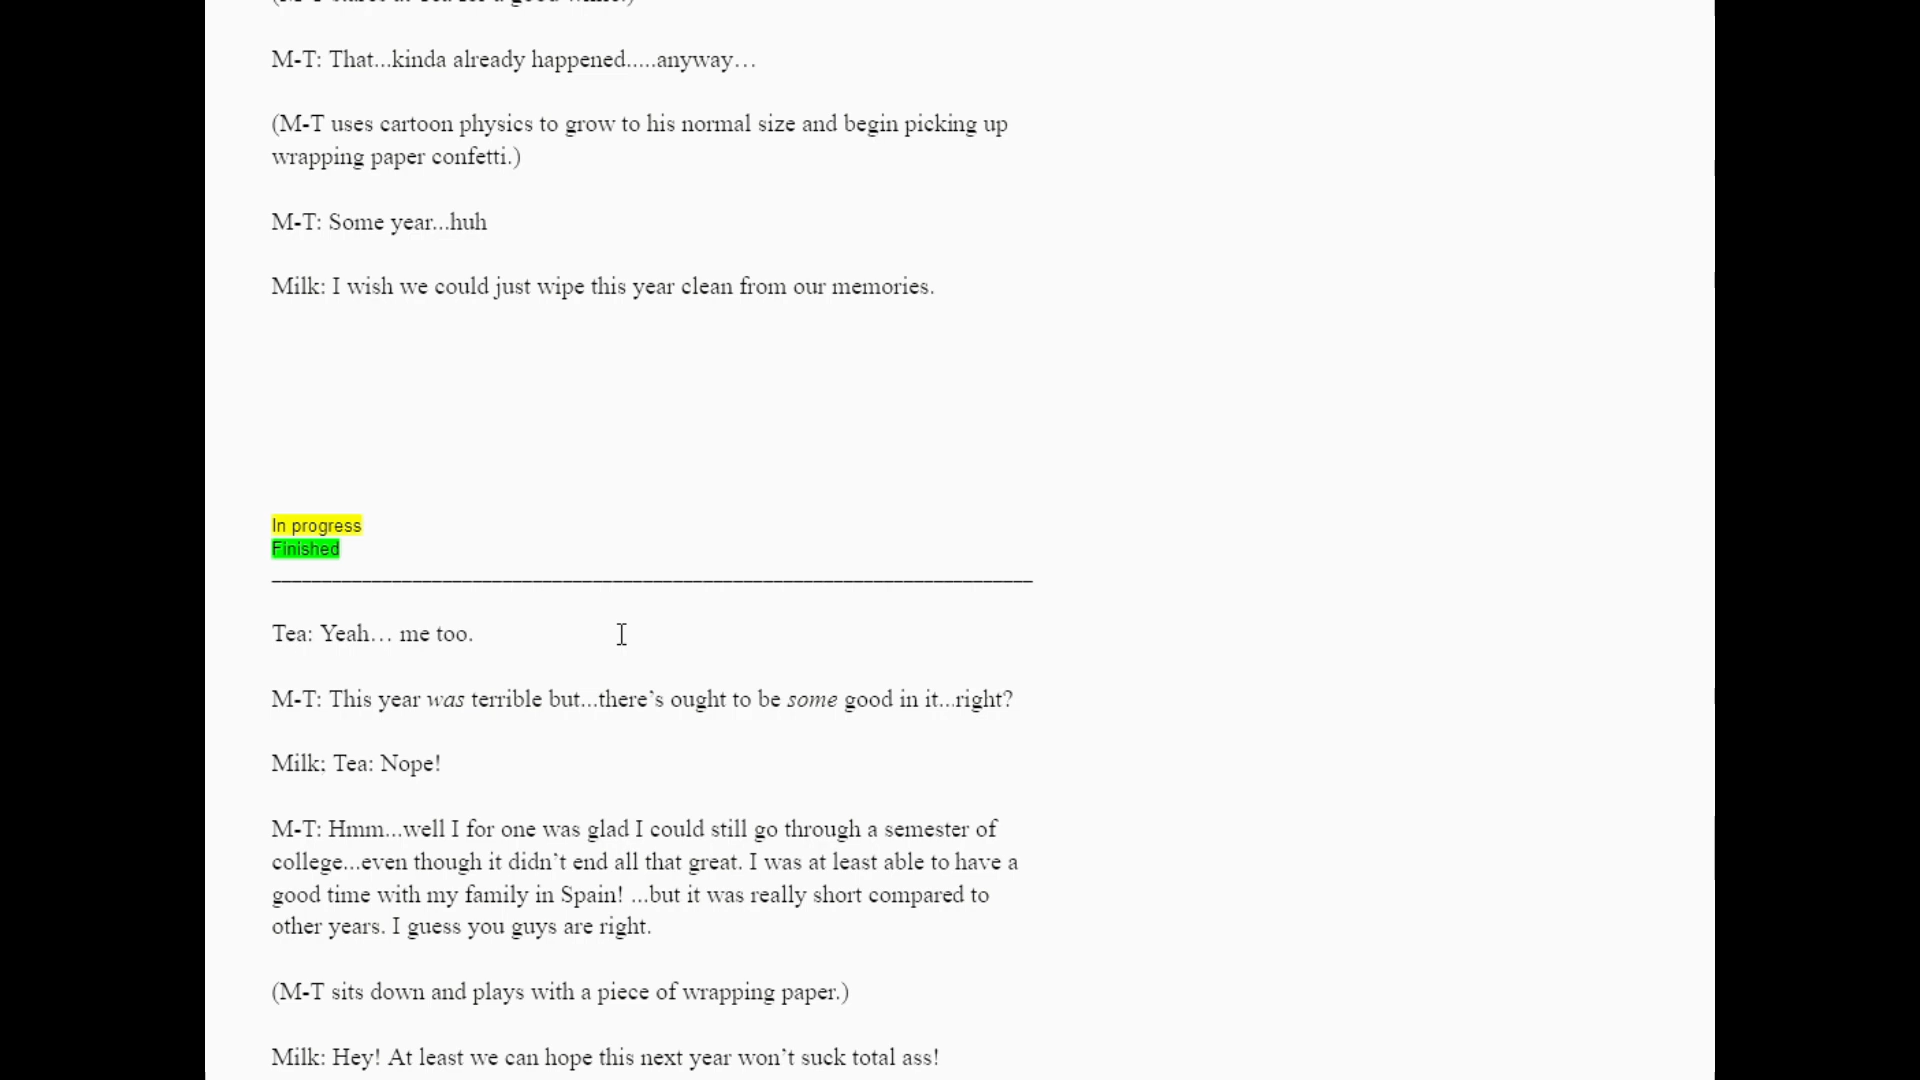 M-T: That...kinda already happened.....anyway…
(M-T uses cartoon physics to grow to his normal size and begin picking up
wrapping paper confetti.)
M-T: Some year...huh
Milk: I wish we could just wipe this year clean from our memories.
In progress
Finished
Tea: Yeah… me too.
M-T: This year was terrible but...there’s ought to be some good in it...right?
Milk; Tea: Nope!
M-T: Hmm...well I for one was glad I could still go through a semester of
college...even though it didn’t end all that great. I was at least able to have a
good time with my family in Spain! ...but it was really short compared to
other years. I guess you guys are right.
(M-T sits down and plays with a piece of wrapping paper.)
Milk: Hey! At least we can hope this next year won’t suck total ass!